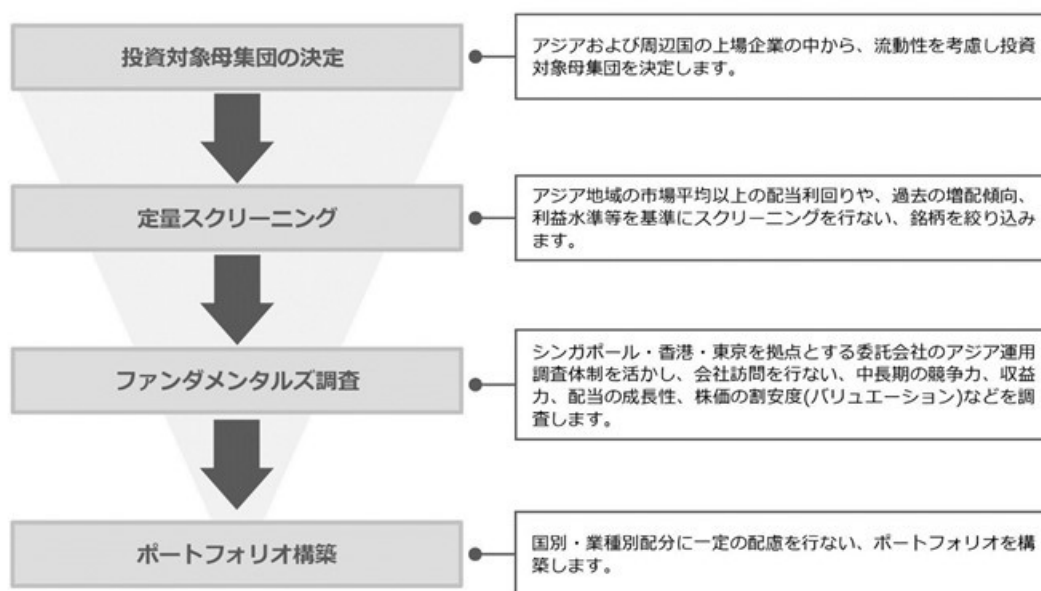 投資対象母集団の決定
アジアおよび周辺国の上場企業の中から、流動性を考慮し投資
対象母集団を決定します。
定量スクリーニング
アジア地域の市場平均以上の配当利回りや、過去の増配傾向、
利益水準等を基準にスクリーニングを行ない、銘柄を絞り込み
ます。
ファンダメンタルズ調査
シンガポール・香港・東京を拠点とする委託会社のアジア運用
調査体制を活かし、会社訪問を行ない、中長期の競争力、収益
力、配当の成長性、株価の割安度(バリュエーション)などを調
査します。
ポートフォリオ構築
国別・業種別配分に一定の配慮を行ない、ポートフォリオを構
築します。